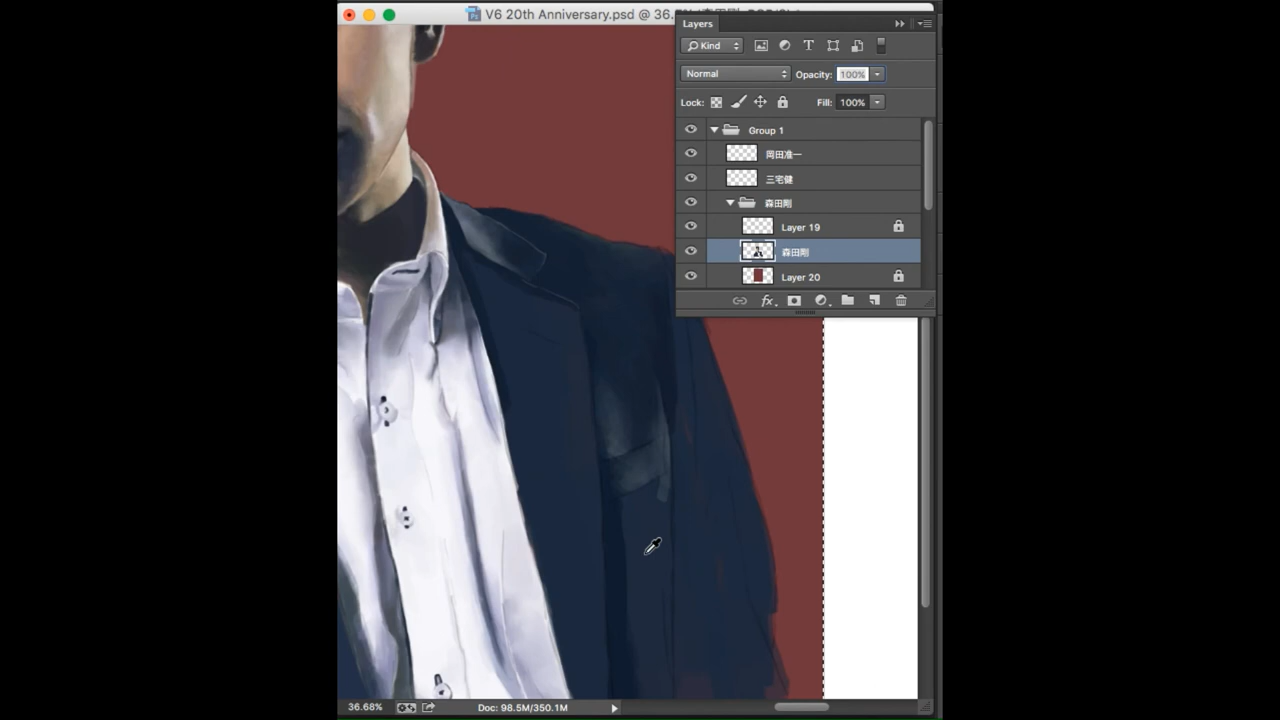 V6 20th Anniversary.psd @ 36.
Layers
Kind
Normal
Opacity: 100%
Lock:
Fill: 100%
Group 1
岡田准一
三宅健
森田剛
Layer 19
森田剛
Layer 20
fx
36.68%
Doc: 98.5M/350.1M